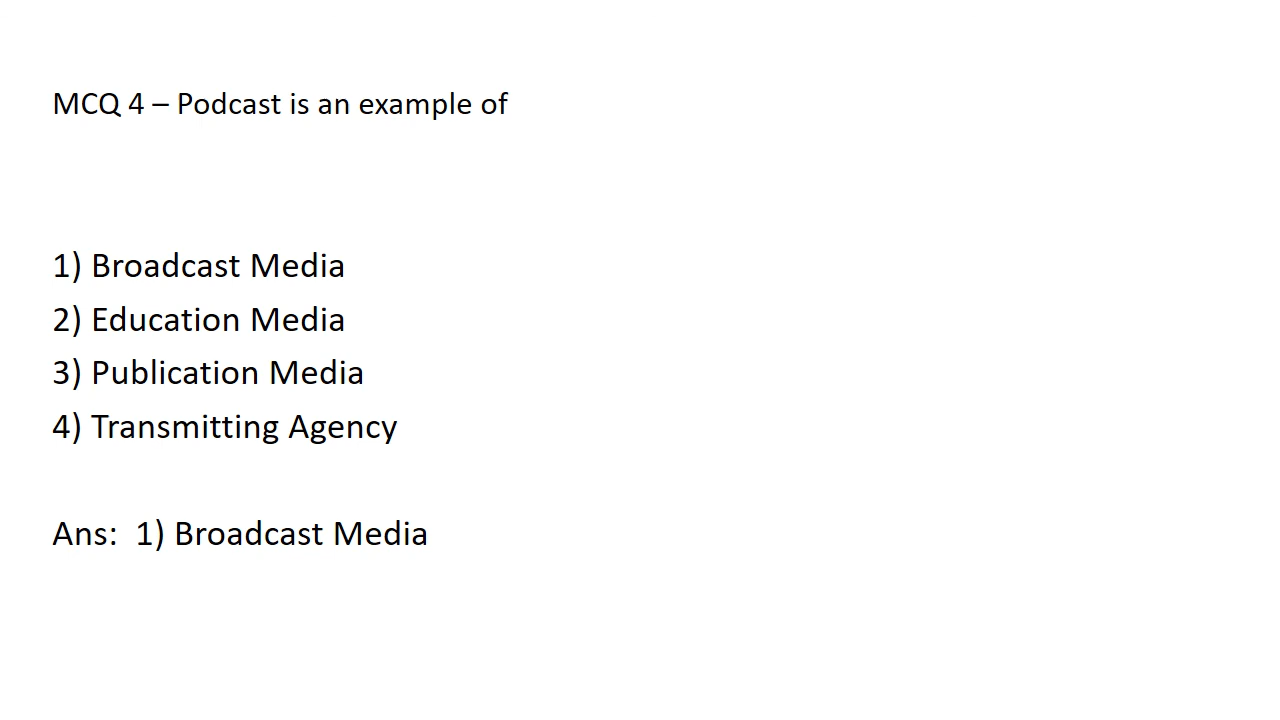 MCQ 4 – Podcast is an example of
1) Broadcast Media
2) Education Media
3) Publication Media
4) Transmitting Agency
Ans:  1) Broadcast Media